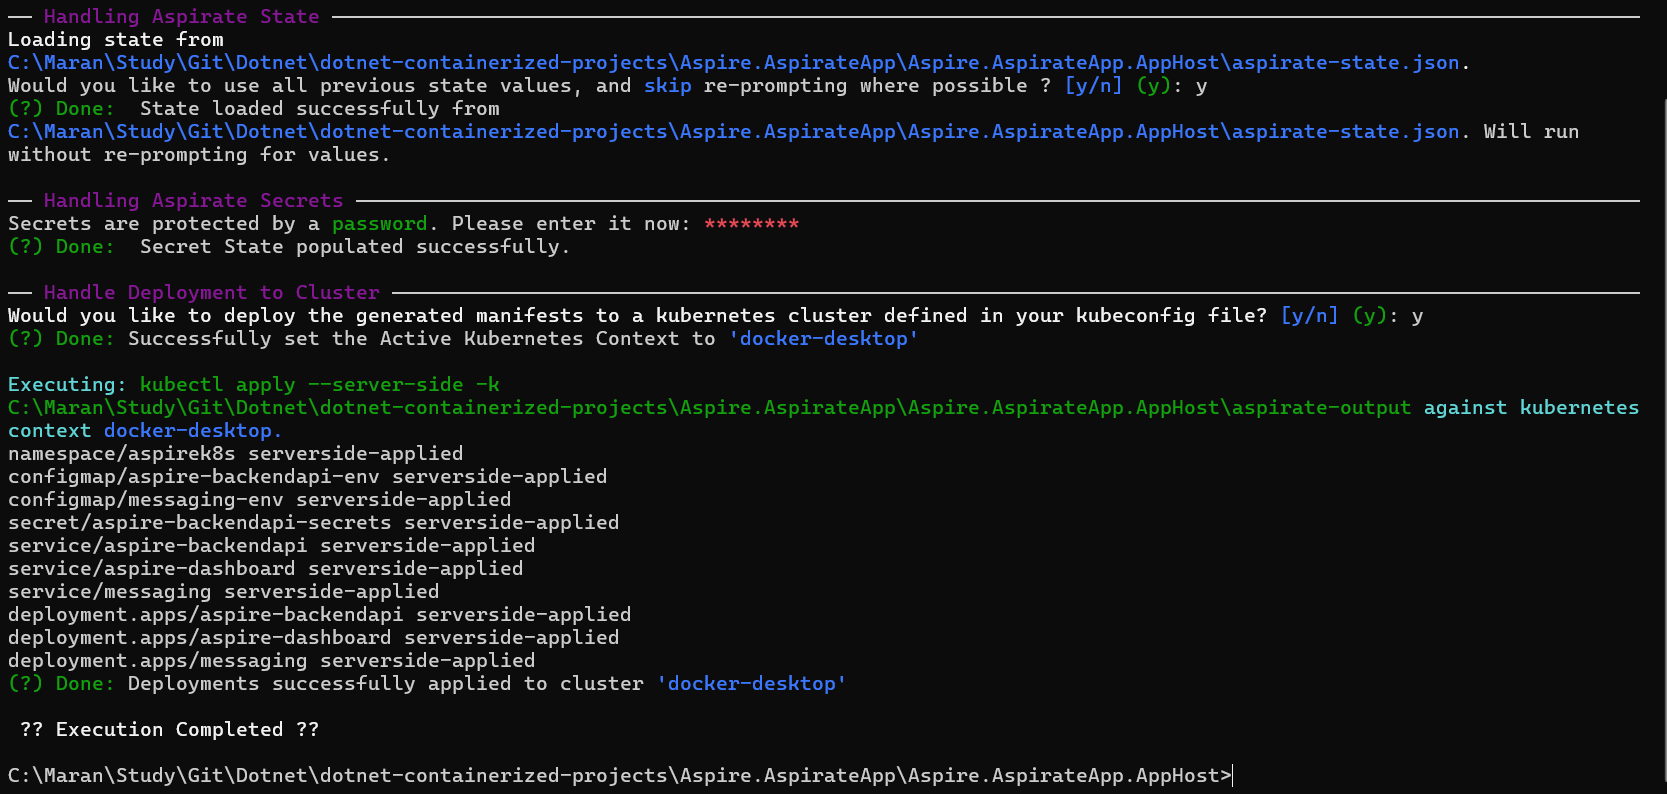 Handling Aspirate State
Loading state from
C:\Maran\Study\Git\Dotnet\dotnet-containerized-projects\Aspire.AspirateApp\Aspire.AspirateApp.AppHost\aspirate-state.json.
Would you like to use all previous state values, and skip re-prompting where possible ? [y/n] (y): y
(?) Done:  State loaded successfully from
C:\Maran\Study\Git\Dotnet\dotnet-containerized-projects\Aspire.AspirateApp\Aspire.AspirateApp.AppHost\aspirate-state.json. Will run
without re-prompting for values.
Handling Aspirate Secrets
Secrets are protected by a password. Please enter it now: ********
(?) Done:  Secret State populated successfully.
Handle Deployment to Cluster
Would you like to deploy the generated manifests to a kubernetes cluster defined in your kubeconfig file? [y/n] (y): y
(?) Done: Successfully set the Active Kubernetes Context to 'docker-desktop'
Executing: kubectl apply --server-side -k
C:\Maran\Study\Git\Dotnet\dotnet-containerized-projects\Aspire.AspirateApp\Aspire.AspirateApp.AppHost\aspirate-output against kubernetes
context docker-desktop.
namespace/aspirek8s serverside-applied
configmap/aspire-backendapi-env serverside-applied
configmap/messaging-env serverside-applied
secret/aspire-backendapi-secrets serverside-applied
service/aspire-backendapi serverside-applied
service/aspire-dashboard serverside-applied
service/messaging serverside-applied
deployment.apps/aspire-backendapi serverside-applied
deployment.apps/aspire-dashboard serverside-applied
deployment.apps/messaging serverside-applied
(?) Done: Deployments successfully applied to cluster 'docker-desktop'
?? Execution Completed ??
C:\Maran\Study\Git\Dotnet\dotnet-containerized-projects\Aspire.AspirateApp\Aspire.AspirateApp.AppHost>